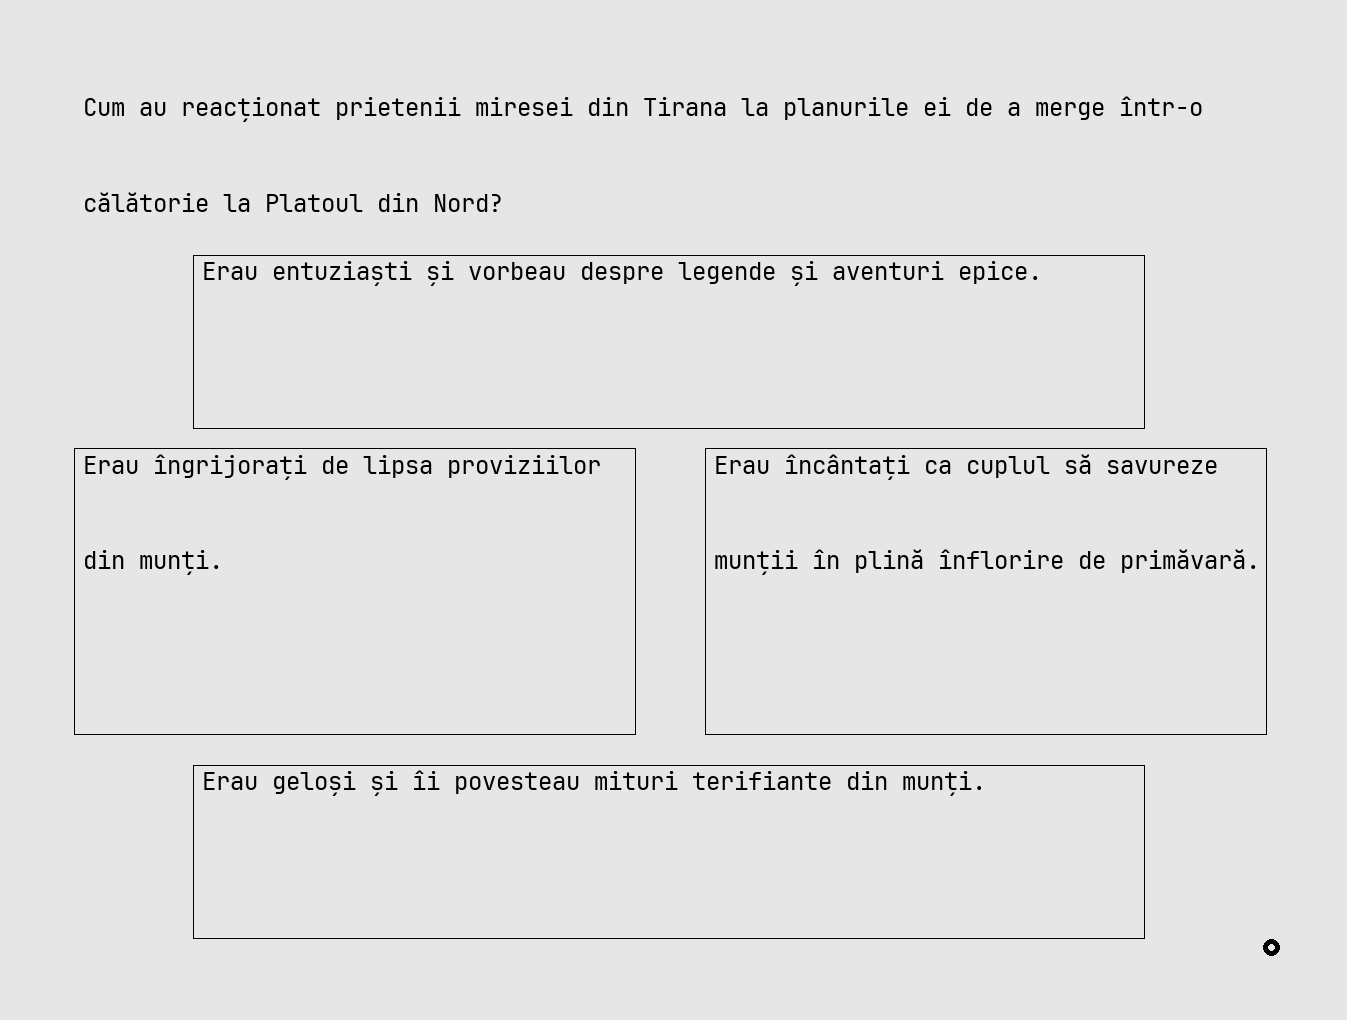 Cum au reacționat prietenii miresei din Tirana la planurile ei de a merge într-o
călătorie la Platoul din Nord?
Erau entuziaști și vorbeau despre legende și aventuri epice.
Erau îngrijorați de lipsa proviziilor
din munți.
Erau încântați ca cuplul să savureze
munții în plină înflorire de primăvară.
Erau geloși și îi povesteau mituri terifiante din munți.